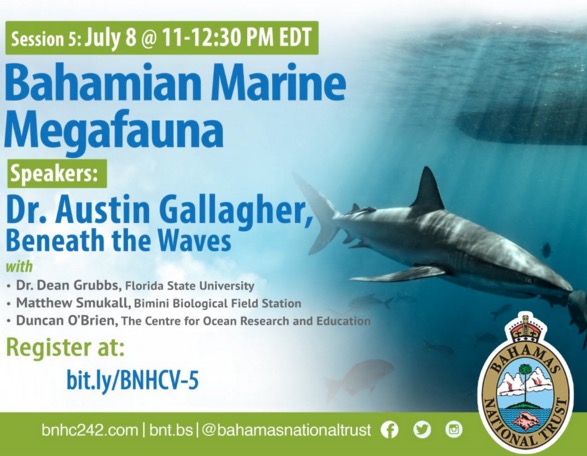 Session 5: July 8 @ 11-12:30 PM EDT
Bahamian Marine
Megafauna
Speakers:
Dr. Austin Gallagher,
Beneath the Waves
with
• Dr. Dean Grubbs, Florida State University
• Matthew Smukall, Bimini Biological Field Station
• Duncan O'Brien, The Centre for Ocean Research and Education
Register at:
bit.ly/BNHCV-5
BAHAMAS
NATIONAL TRUST
bnhc242.com | bnt.bs | @bahamasnationaltrust